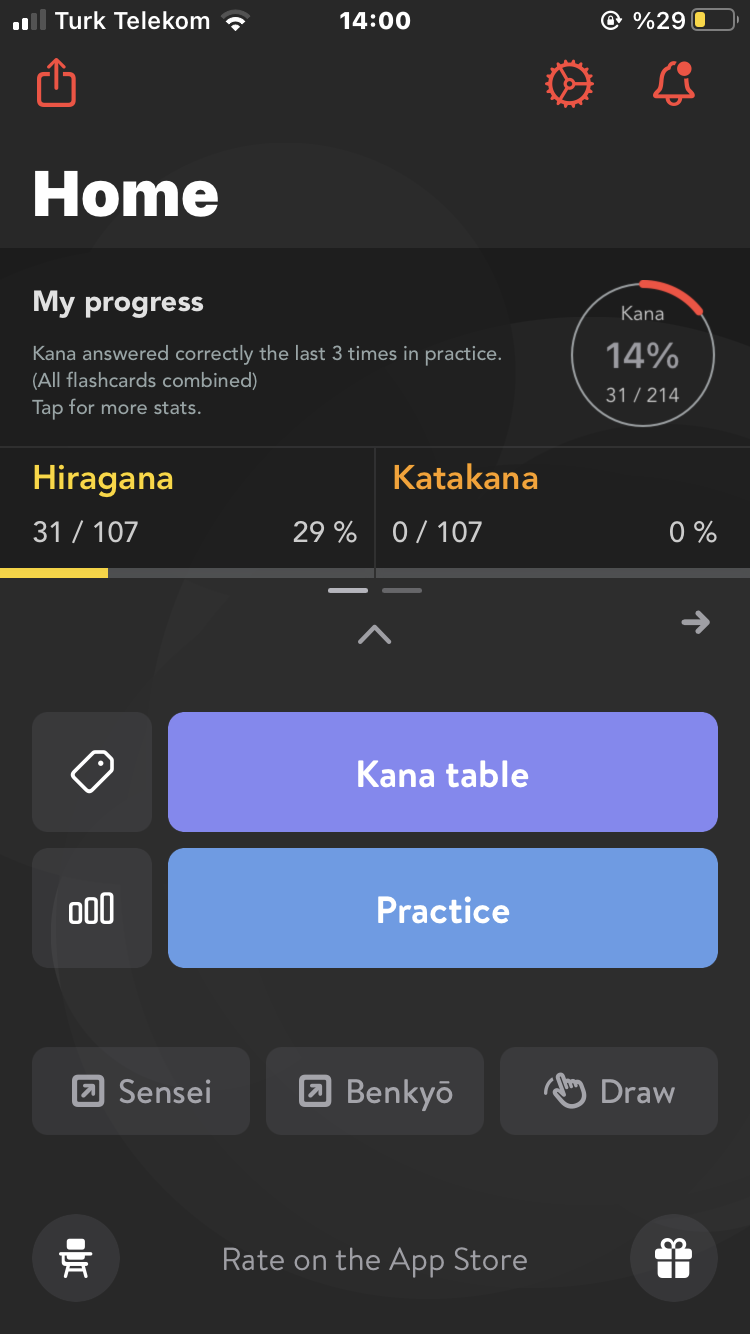 Turk Telekom
14:00
%29
Home
My progress
Kana answered correctly the last 3 times in practice.
(All flashcards combined)
Tap for more stats.
Kana
14%
31 / 214
Hiragana
31 / 107
29 %
Katakana
0 / 107
0 %
Kana table
Practice
Sensei
Benkyō
Draw
Rate on the App Store